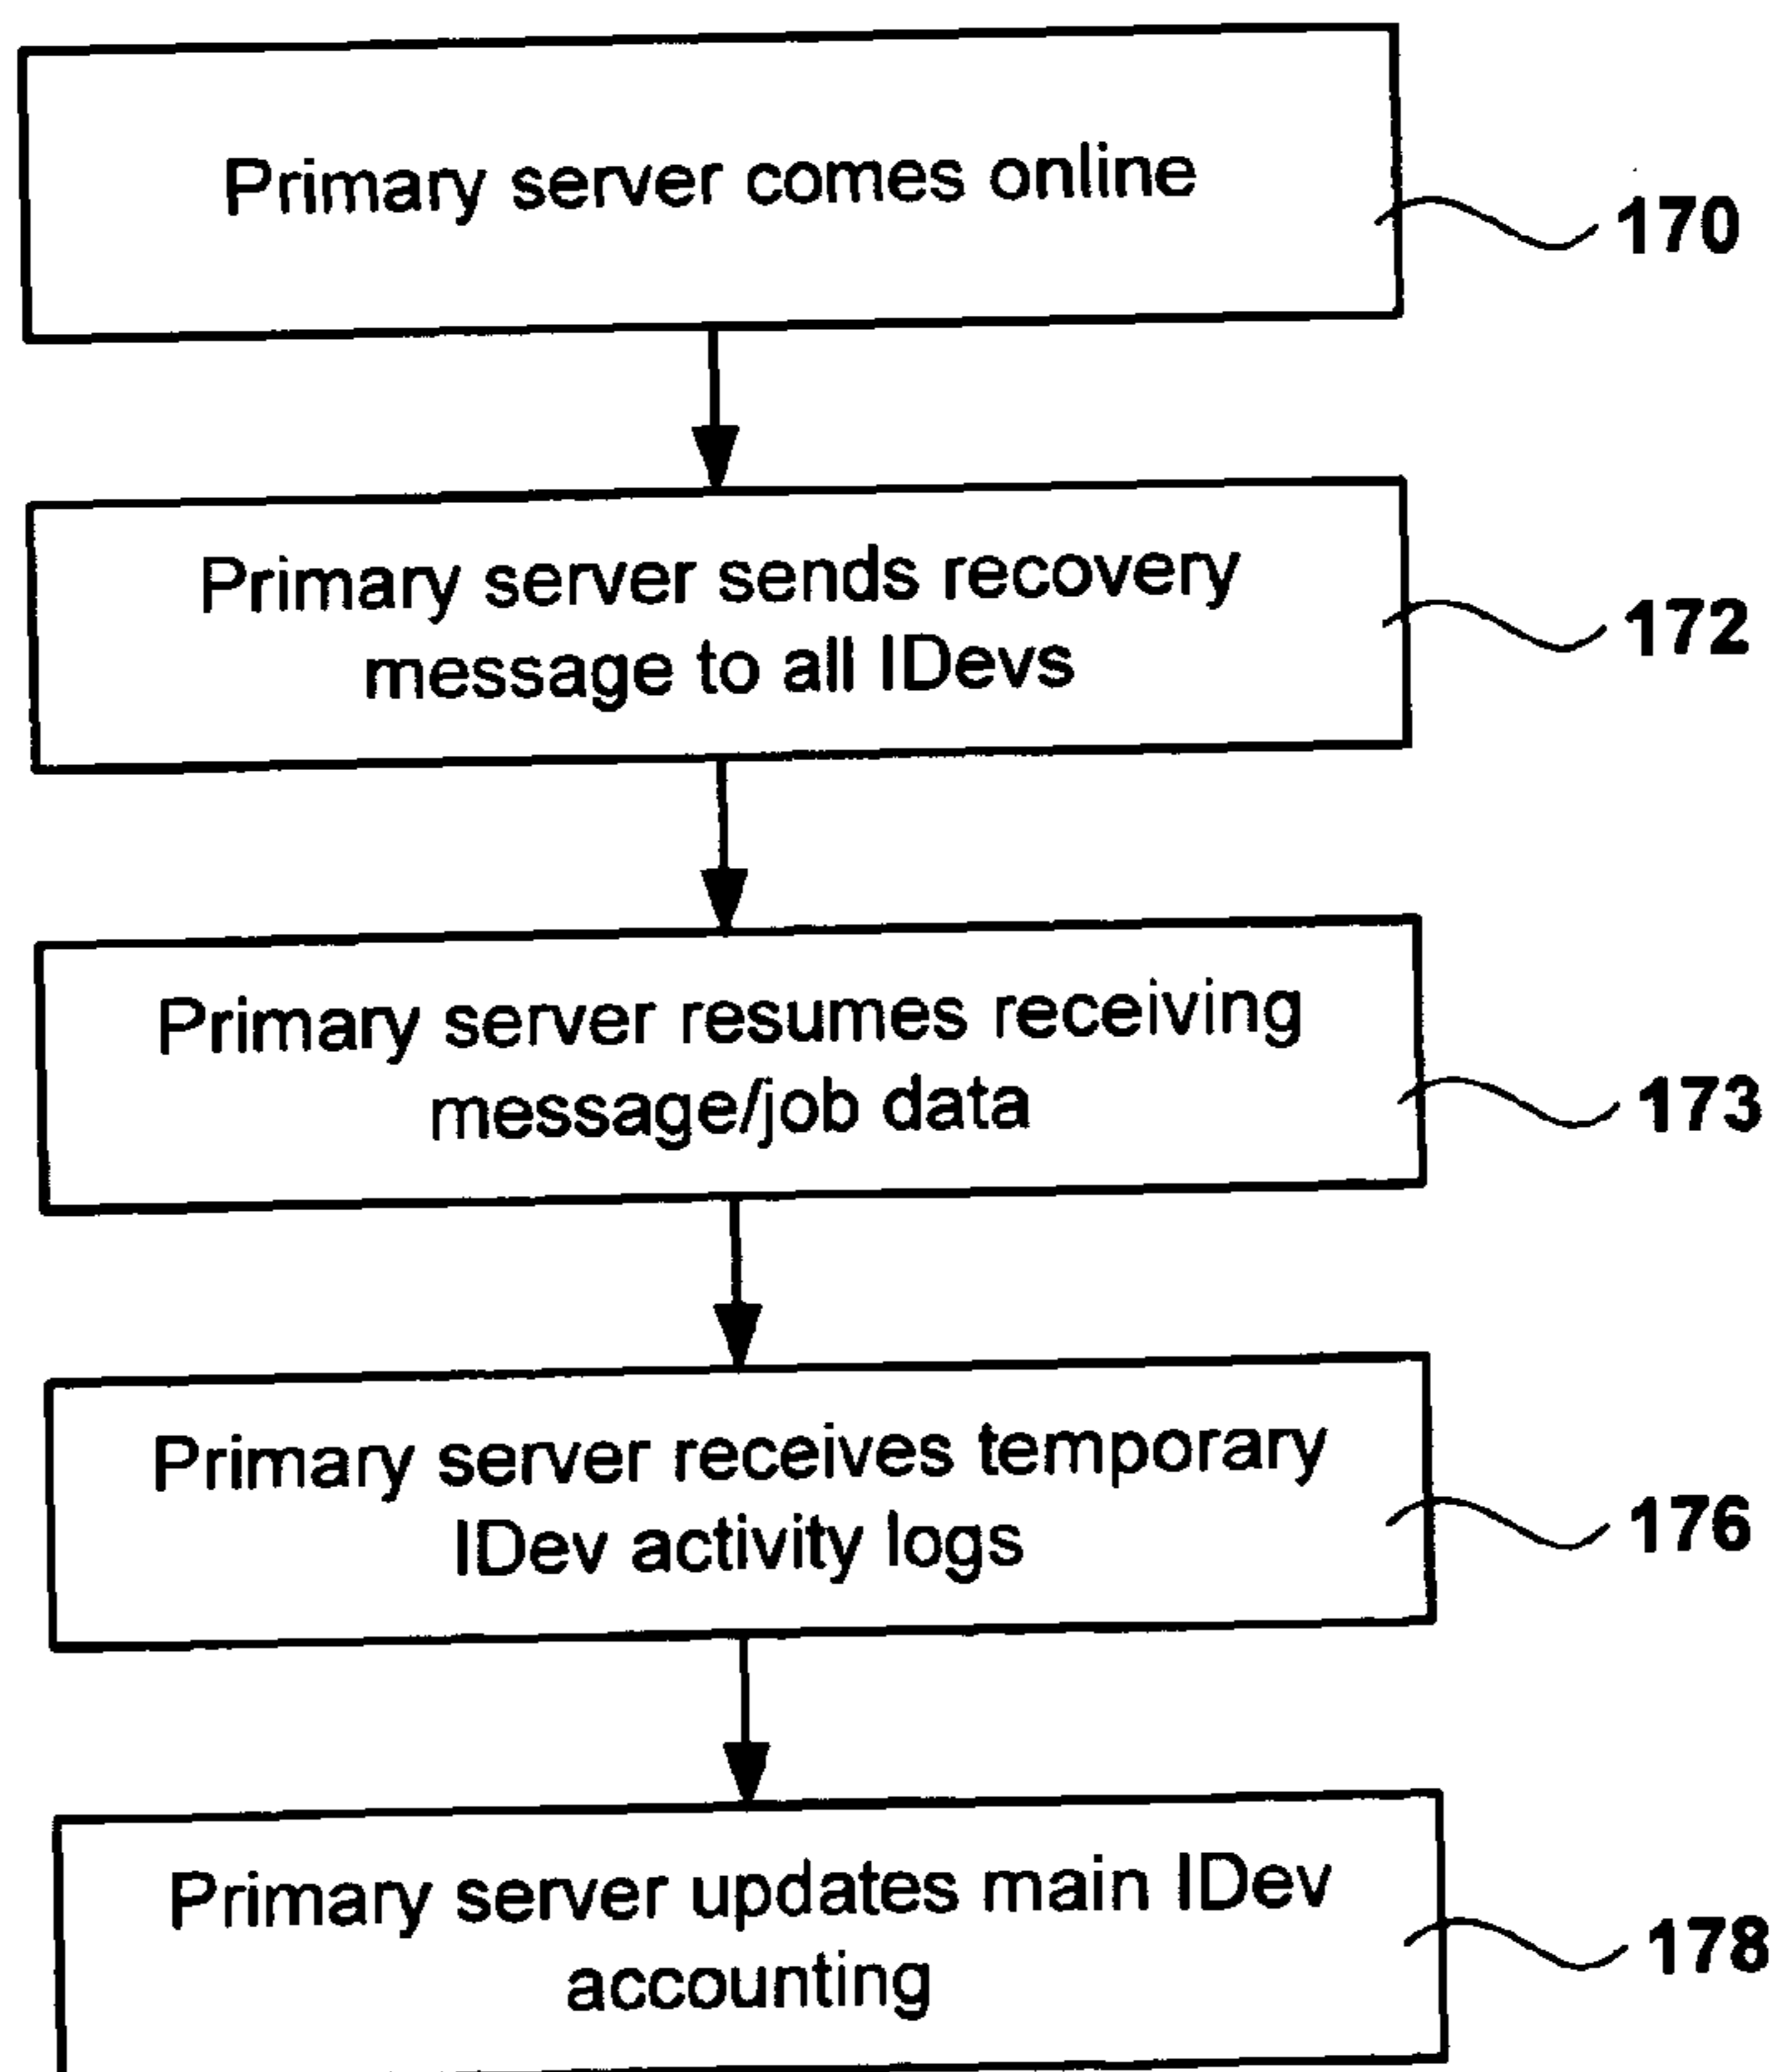 Primary server comes online
170
Primary server sends recovery
message to all IDevs
172
Primary server resumes receiving
message/job data
173
Primary server receives temporary
IDev activity logs
176
Primary server updates main IDev
accounting
178